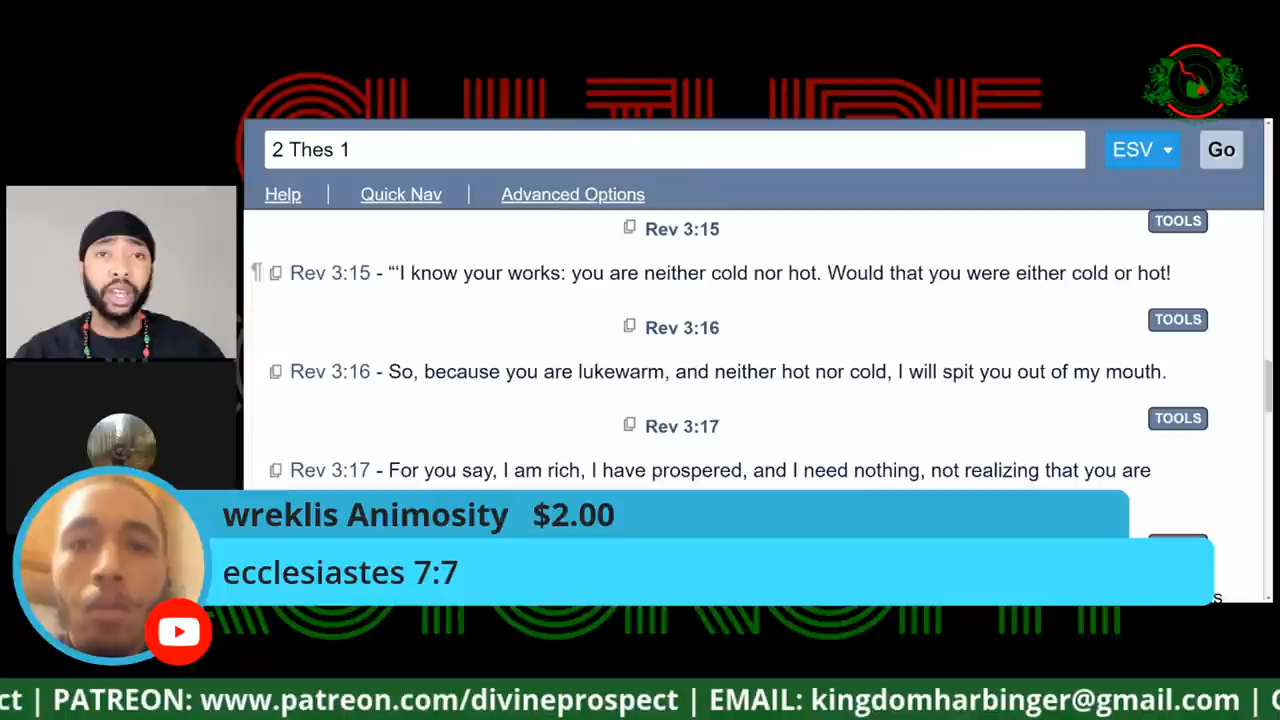 2 Thes 1
ESV
Go
Help | Quick Nav | Advanced Options
Rev 3:15
TOOLS
Rev 3:15 - “‘I know your works: you are neither cold nor hot. Would that you were either cold or hot!
Rev 3:16
TOOLS
Rev 3:16 - So, because you are lukewarm, and neither hot nor cold, I will spit you out of my mouth.
Rev 3:17
TOOLS
Rev 3:17 - For you say, I am rich, I have prospered, and I need nothing, not realizing that you are
wreklis Animosity $2.00
ecclesiastes 7:7
ct | PATREON: www.patreon.com/divineprospect | EMAIL: kingdomharbinger@gmail.com |